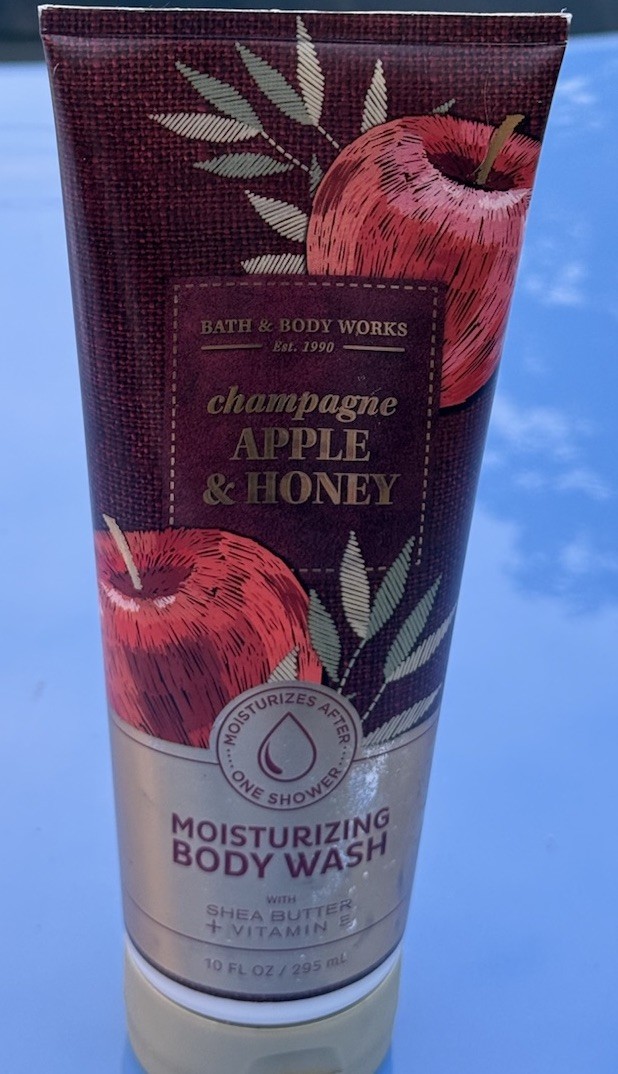 BATH & BODY WORKS
Est. 1990
champagne
APPLE
& HONEY
MOISTURIZES AFTER
ONE SHOWER
MOISTURIZING
BODY WASH
WITH
SHEA BUTTER
+ VITAMIN E
10 FL OZ / 295 mL